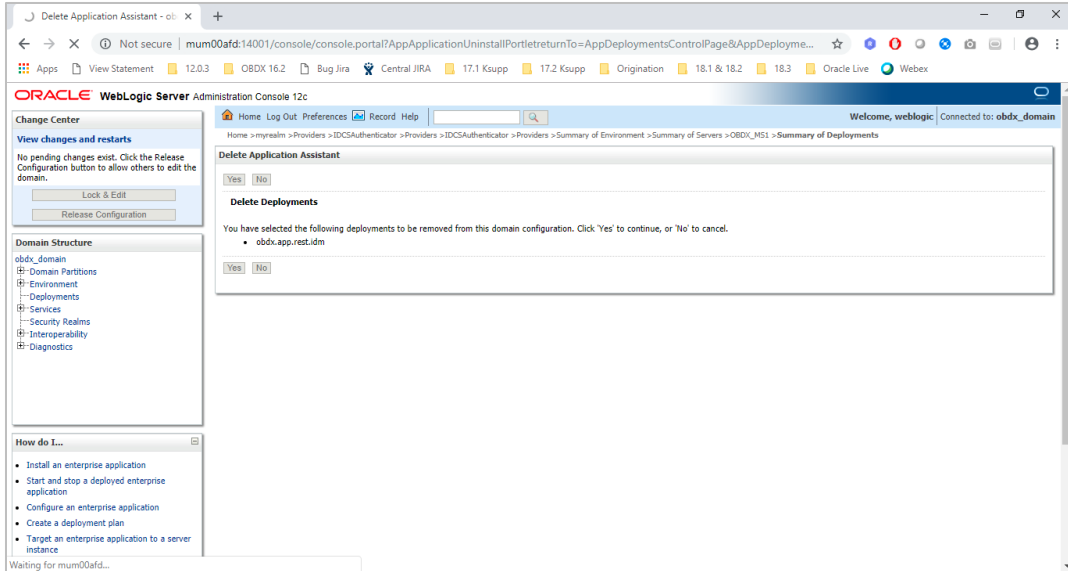 Delete Application Assistant - ob
Not secure | mum00afd:14001/console/console.portal?AppApplicationUninstallPortletreturnTo=AppDeploymentsControlPage&AppDeployme...
Apps View Statement 12.0.3 OBDX 16.2 Bug Jira Central JIRA 17.1 Ksupp 17.2 Ksupp Origination 18.1 & 18.2 18.3 Oracle Live Webex
ORACLE WebLogic Server Administration Console 12c
Change Center
View changes and restarts
No pending changes exist. Click the Release
Configuration button to allow others to edit the
domain.
Lock & Edit
Release Configuration
Domain Structure
obdx_domain
Domain Partitions
Environment
Deployments
Services
Security Realms
Interoperability
Diagnostics
How do I...
Install an enterprise application
Start and stop a deployed enterprise
application
Configure an enterprise application
Create a deployment plan
Target an enterprise application to a server
instance
Home Log Out Preferences Record Help
Welcome, weblogic Connected to: obdx_domain
Home >myrealm >Providers >IDCSAuthenticator >Providers >IDCSAuthenticator >Providers >Summary of Environment >Summary of Servers >OBDX_MS1 >Summary of Deployments
Delete Application Assistant
Yes No
Delete Deployments
You have selected the following deployments to be removed from this domain configuration. Click 'Yes' to continue, or 'No' to cancel.
obdx.app.rest.idm
Yes No
Waiting for mum00afd...